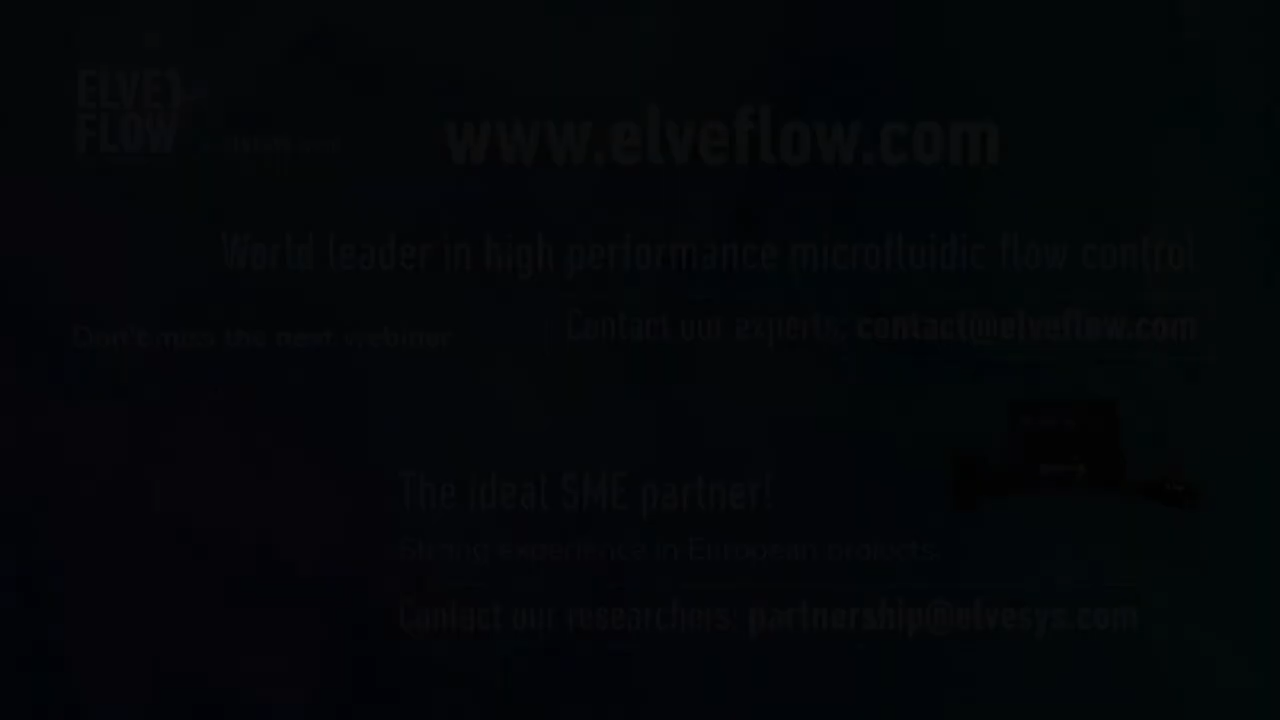 ELVE
FLOW
www.elveflow.com
World leader in high performance microfluidic flow control
Don't miss the next webinar
Contact our experts: contact@elveflow.com
The ideal SME partner!
Strong experience in European projects
Contact our researchers: partnership@elvesys.com